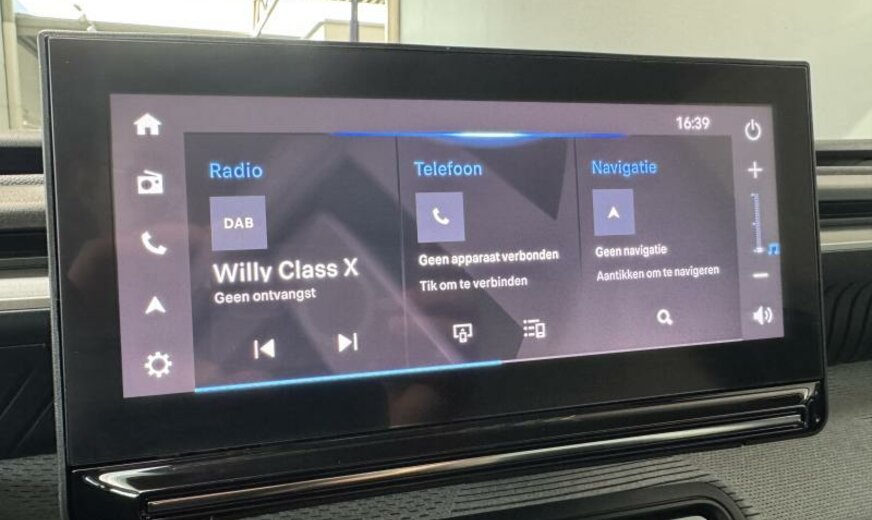 16:39
Radio
DAB
Willy Class X
Geen ontvangst
Telefoon
Geen apparaat verbonden
Tik om te verbinden
Navigatie
Geen navigatie
Aantikken om te navigeren